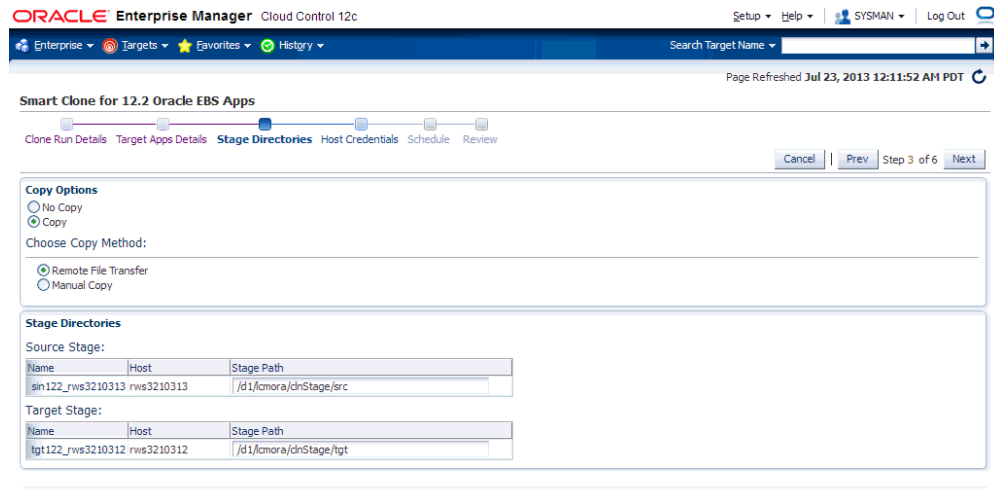 ORACLE Enterprise Manager Cloud Control 12c
Setup Help SYSMAN Log Out
Enterprise Targets Favorites History Search Target Name
Page Refreshed Jul 23, 2013 12:11:52 AM PDT
Smart Clone for 12.2 Oracle EBS Apps
Clone Run Details Target Apps Details Stage Directories Host Credentials Schedule Review
Cancel Prev Step 3 of 6 Next
Copy Options
No Copy
Copy
Choose Copy Method:
Remote File Transfer
Manual Copy
Stage Directories
Source Stage:
Name Host Stage Path
sin122_rws3210313 rws3210313 /d1/lcmora/clnStage/src
Target Stage:
Name Host Stage Path
tgt122_rws3210312 rws3210312 /d1/lcmora/clnStage/tgt